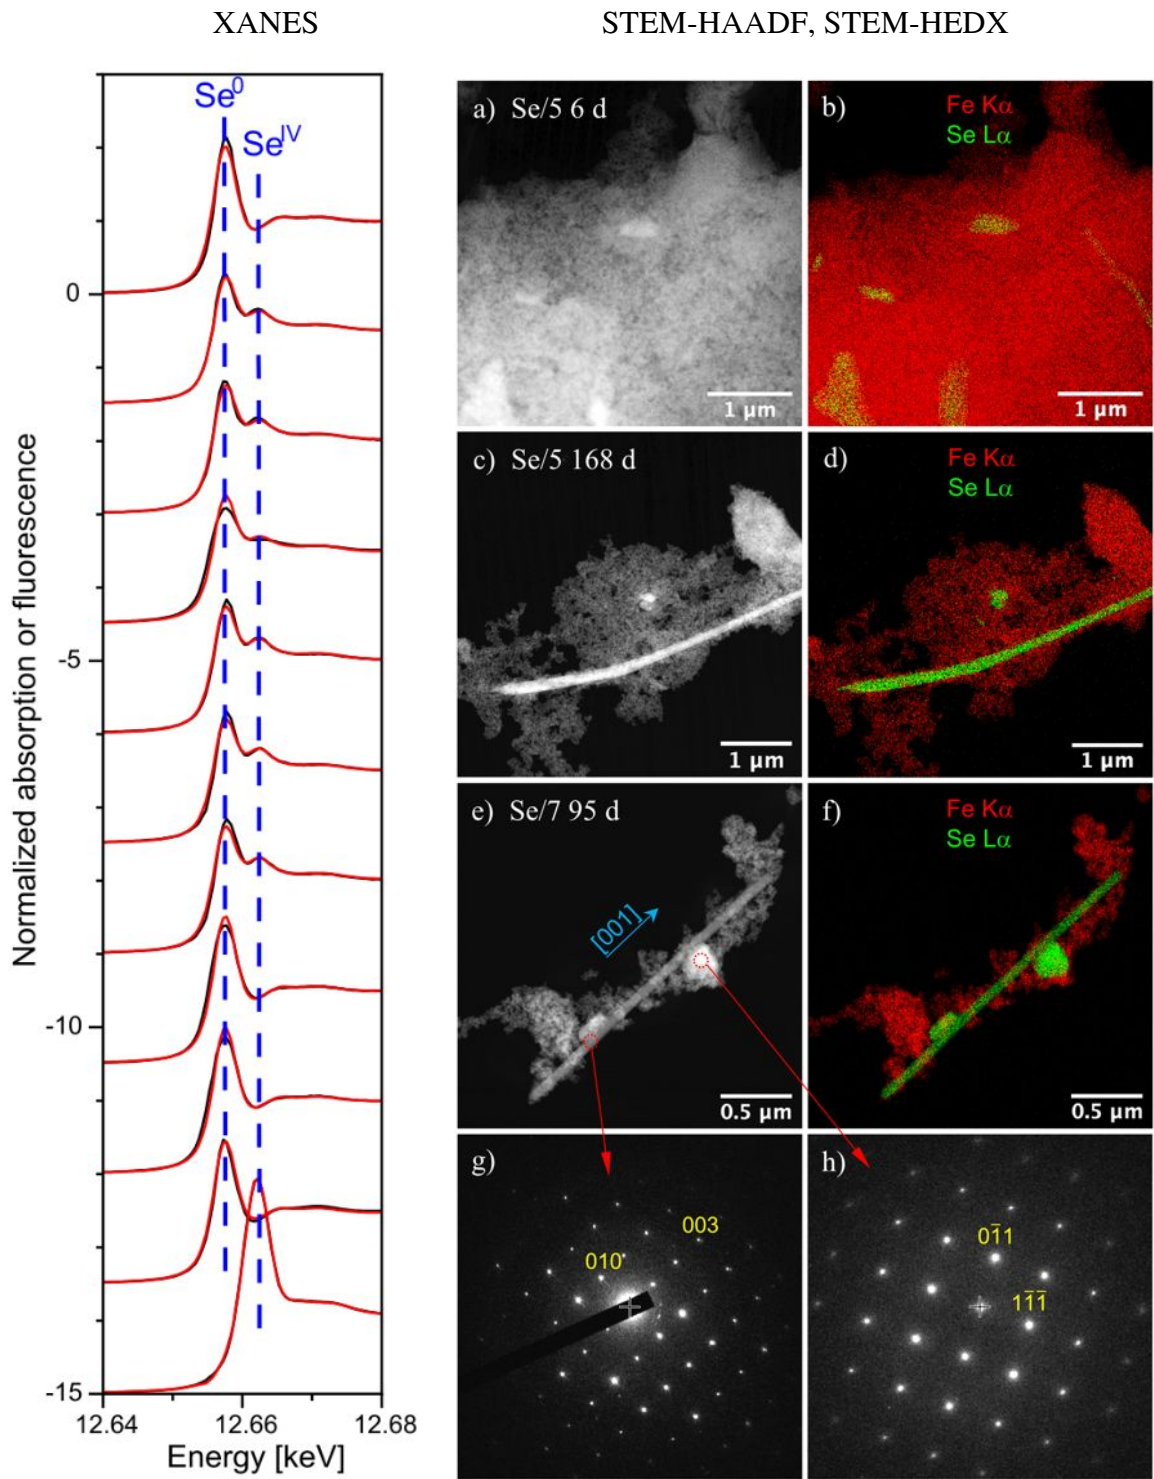 XANES
STEM-HAADF, STEM-HEDX
Se⁰
Se^IV
0
-5
-10
-15
12.64
12.66
12.68
Normalized absorption or fluorescence
Energy [keV]
a) Se/5 6 d
1 µm
b)
Fe Kα
Se Lα
1 µm
c) Se/5 168 d
1 µm
d)
Fe Kα
Se Lα
1 µm
e) Se/7 95 d
[001]
0.5 µm
f)
Fe Kα
Se Lα
0.5 µm
g)
003
010
h)
01̄1
11̄1̄